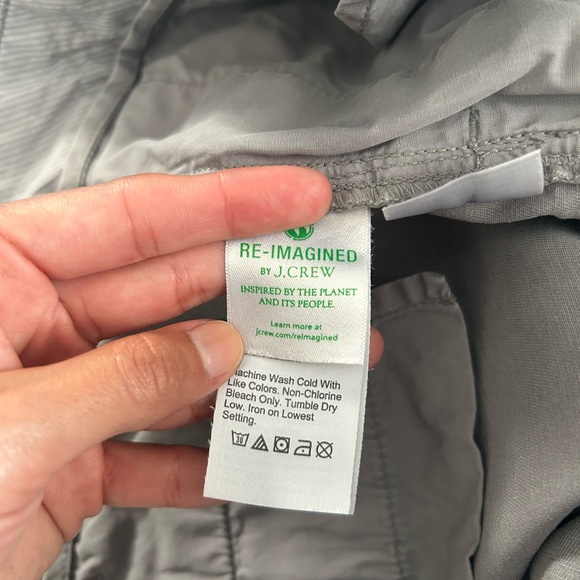 RE-IMAGINED
BY J.CREW
INSPIRED BY THE PLANET
AND ITS PEOPLE.
Learn more at
jcrew.com/reimagined
Machine Wash Cold With
Like Colors. Non-Chlorine
Bleach Only. Tumble Dry
Low. Iron on Lowest
Setting.
30